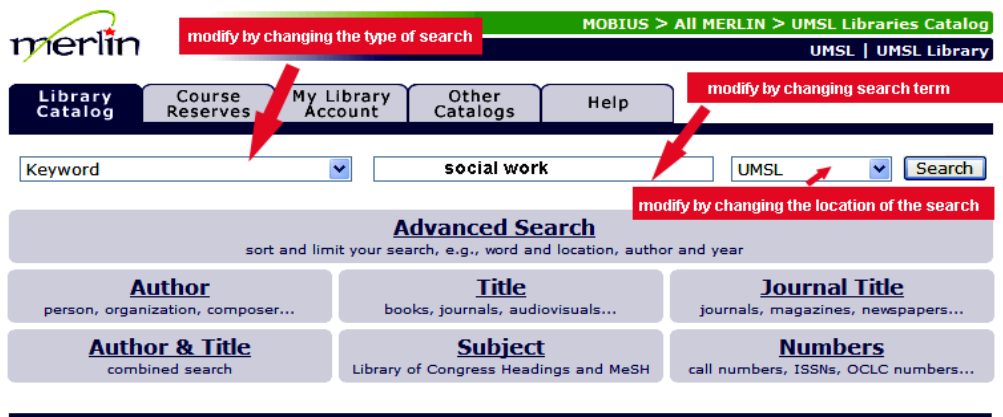 merlin
MOBIUS > All MERLIN > UMSL Libraries Catalog
modify by changing the type of search
UMSL | UMSL Library
Library Catalog
Course Reserves
My Library Account
Other Catalogs
Help
modify by changing search term
Keyword
social work
UMSL
Search
modify by changing the location of the search
Advanced Search
sort and limit your search, e.g., word and location, author and year
Author
person, organization, composer...
Title
books, journals, audiovisuals...
Journal Title
journals, magazines, newspapers...
Author & Title
combined search
Subject
Library of Congress Headings and MeSH
Numbers
call numbers, ISSNs, OCLC numbers...